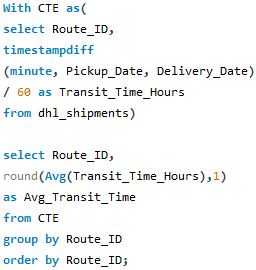 With CTE as(
select Route_ID,
timestampdiff
(minute, Pickup_Date, Delivery_Date)
/ 60 as Transit_Time_Hours
from dhl_shipments)
select Route_ID,
round(Avg(Transit_Time_Hours),1)
as Avg_Transit_Time
from CTE
group by Route_ID
order by Route_ID;